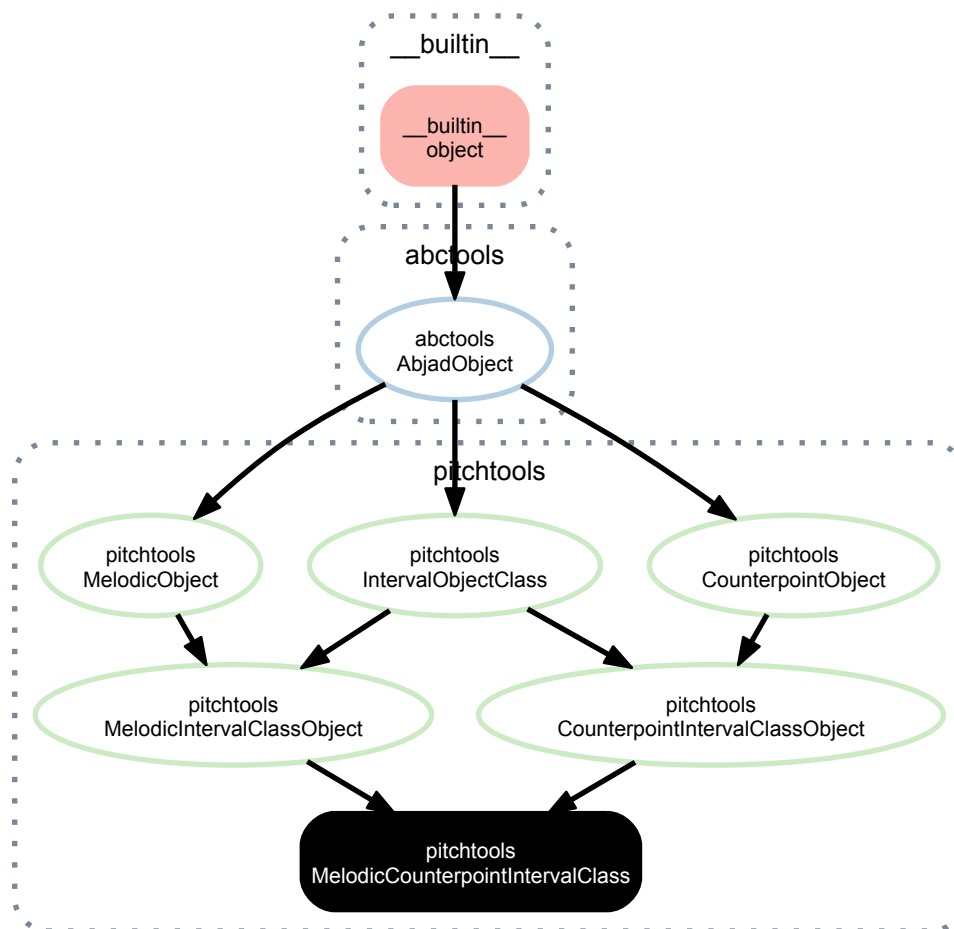 __builtin__
__builtin__
object
abctools
abctools
AbjadObject
pitchtools
pitchtools
MelodicObject
pitchtools
IntervalObjectClass
pitchtools
CounterpointObject
pitchtools
MelodicIntervalClassObject
pitchtools
CounterpointIntervalClassObject
pitchtools
MelodicCounterpointIntervalClass